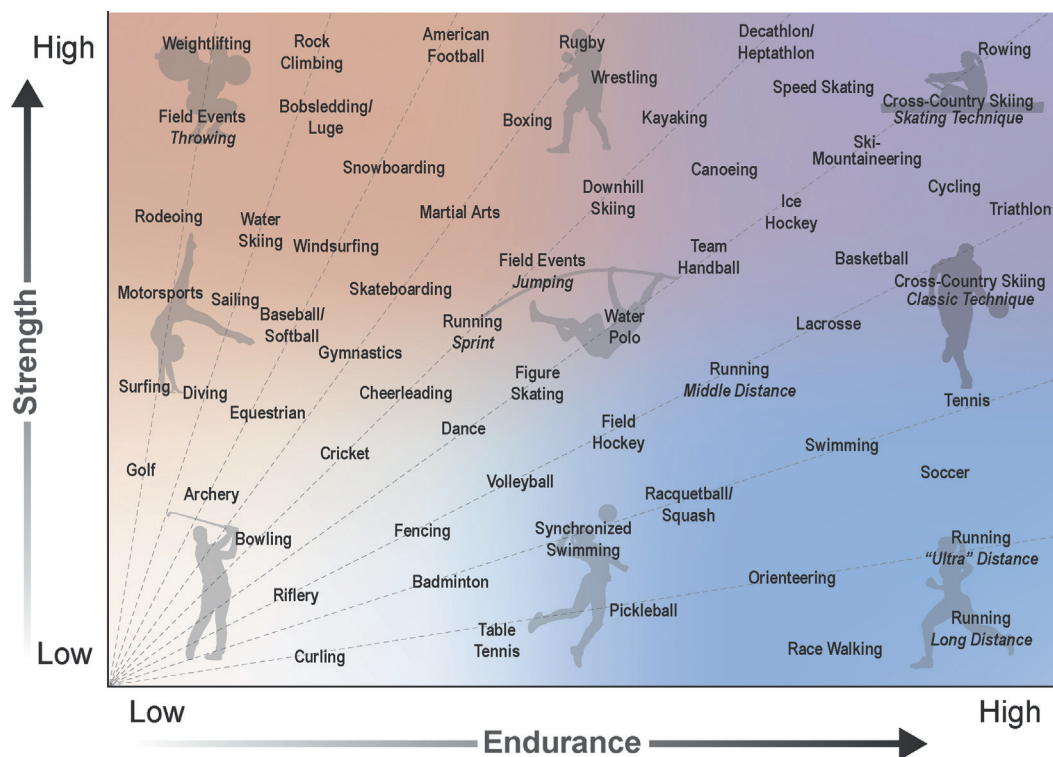 High
Strength
Low
Weightlifting
Rock
Climbing
American
Football
Rugby
Decathlon/
Heptathlon
Rowing
Wrestling
Speed Skating
Cross-Country Skiing
Skating Technique
Field Events
Throwing
Bobsledding/
Luge
Boxing
Kayaking
Ski-
Mountaineering
Snowboarding
Canoeing
Downhill
Skiing
Cycling
Triathlon
Rodeoing
Water
Skiing
Martial Arts
Ice
Hockey
Windsurfing
Team
Handball
Basketball
Field Events
Jumping
Cross-Country Skiing
Classic Technique
Motorsports
Sailing
Skateboarding
Baseball/
Softball
Running
Sprint
Water
Polo
Lacrosse
Gymnastics
Surfing
Diving
Cheerleading
Figure
Skating
Running
Middle Distance
Tennis
Equestrian
Dance
Field
Hockey
Cricket
Swimming
Golf
Volleyball
Soccer
Archery
Racquetball/
Squash
Bowling
Fencing
Synchronized
Swimming
Running
"Ultra" Distance
Riflery
Badminton
Orienteering
Pickleball
Running
Long Distance
Curling
Table
Tennis
Race Walking
Low
Endurance
High